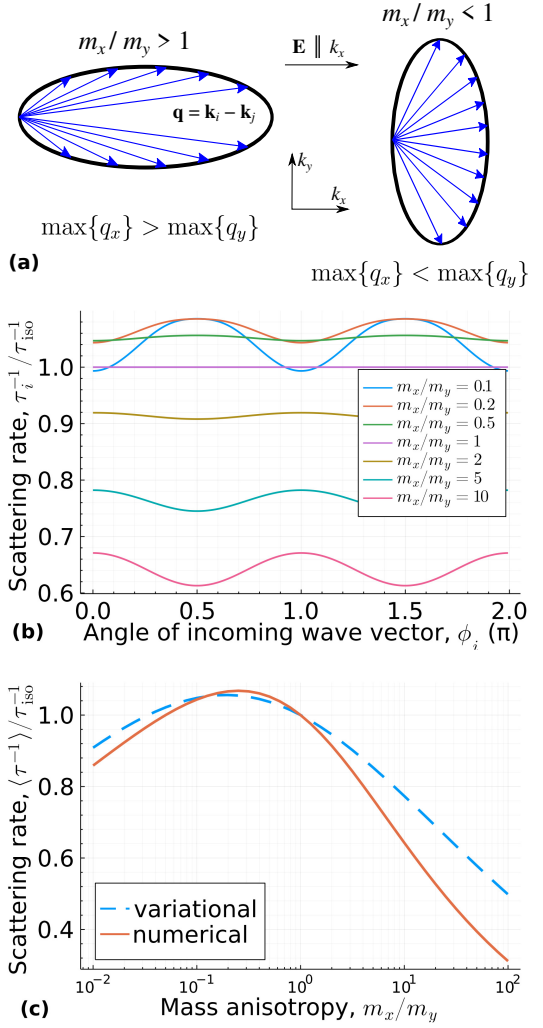 m_x/m_y > 1
m_x/m_y < 1
E ∥ k_x
q = k_i − k_j
k_y
k_x
max{q_x} > max{q_y}
(a)
max{q_x} < max{q_y}
Scattering rate, τ_i^{−1}/τ_{iso}^{−1}
1.0
0.9
0.8
0.7
0.6
m_x/m_y = 0.1
m_x/m_y = 0.2
m_x/m_y = 0.5
m_x/m_y = 1
m_x/m_y = 2
m_x/m_y = 5
m_x/m_y = 10
0.0 0.5 1.0 1.5 2.0
(b) Angle of incoming wave vector, ϕ_i (π)
Scattering rate, ⟨τ^{−1}⟩/τ_{iso}^{−1}
1.0
0.8
0.6
0.4
variational
numerical
10^{−2} 10^{−1} 10^0 10^1 10^2
(c) Mass anisotropy, m_x/m_y